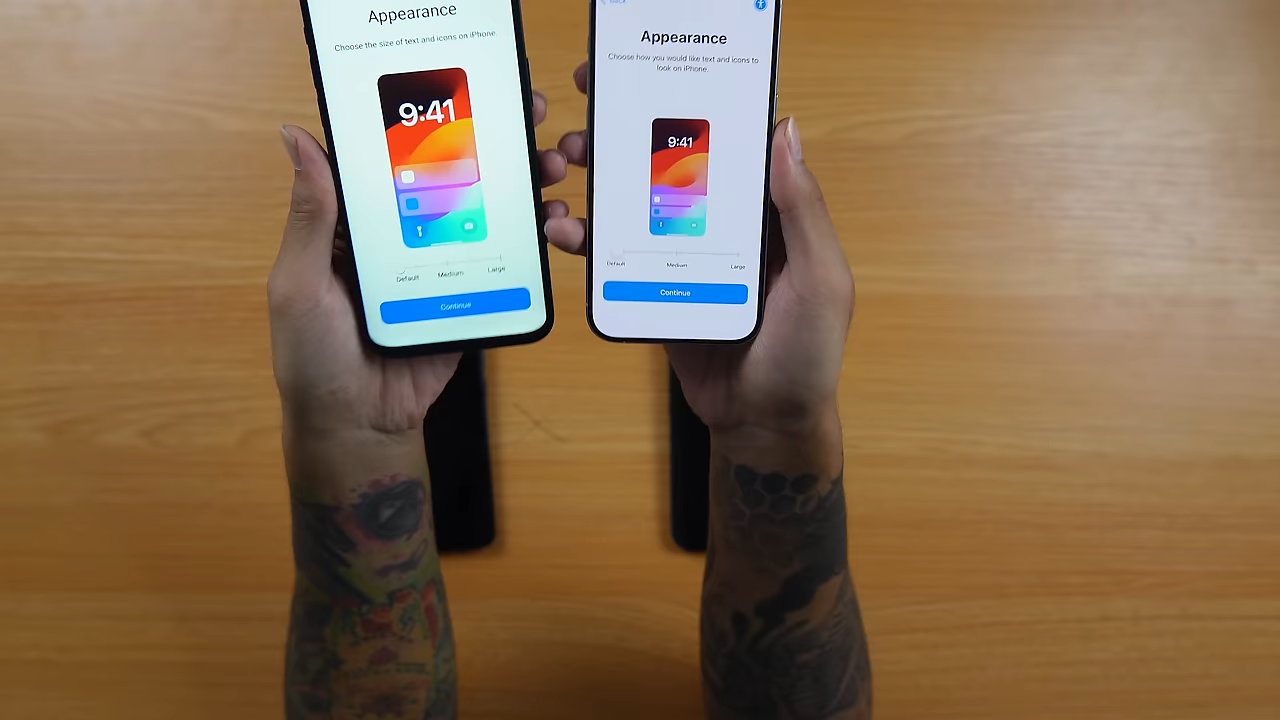 Appearance
Choose the size of text and icons on iPhone.
9:41
Default Medium Large
Continue
Back
Appearance
Choose how you would like text and icons to
look on iPhone.
9:41
Default Medium Large
Continue